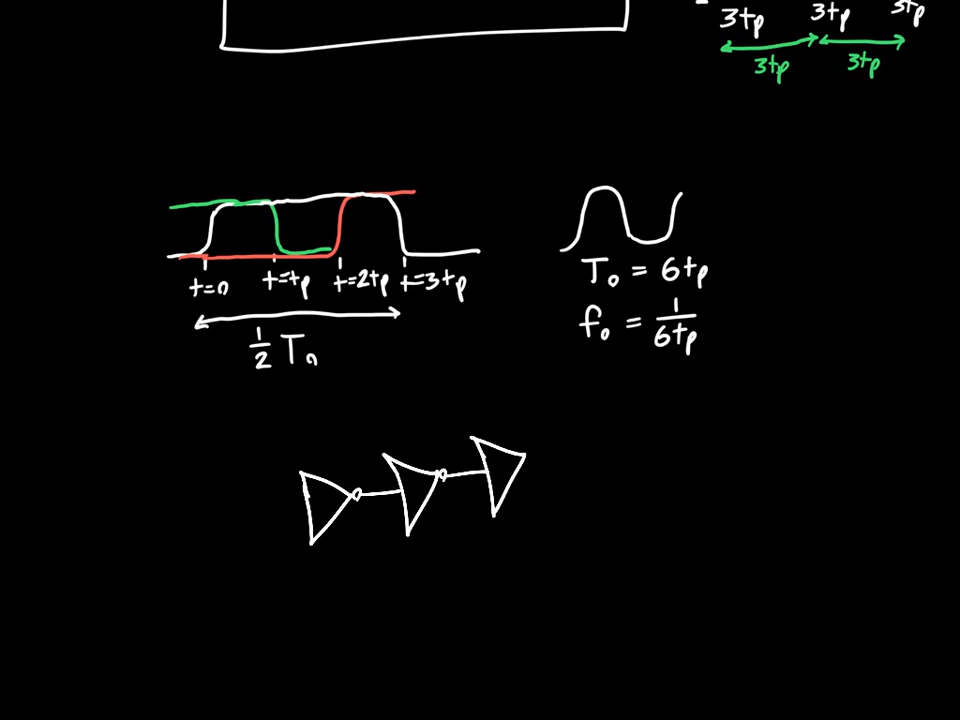 3tp 3tp 3tp
3tp 3tp
t=0 t=tp t=2tp t=3tp
1/2 T₀
T₀ = 6tp
f₀ = 1/6tp